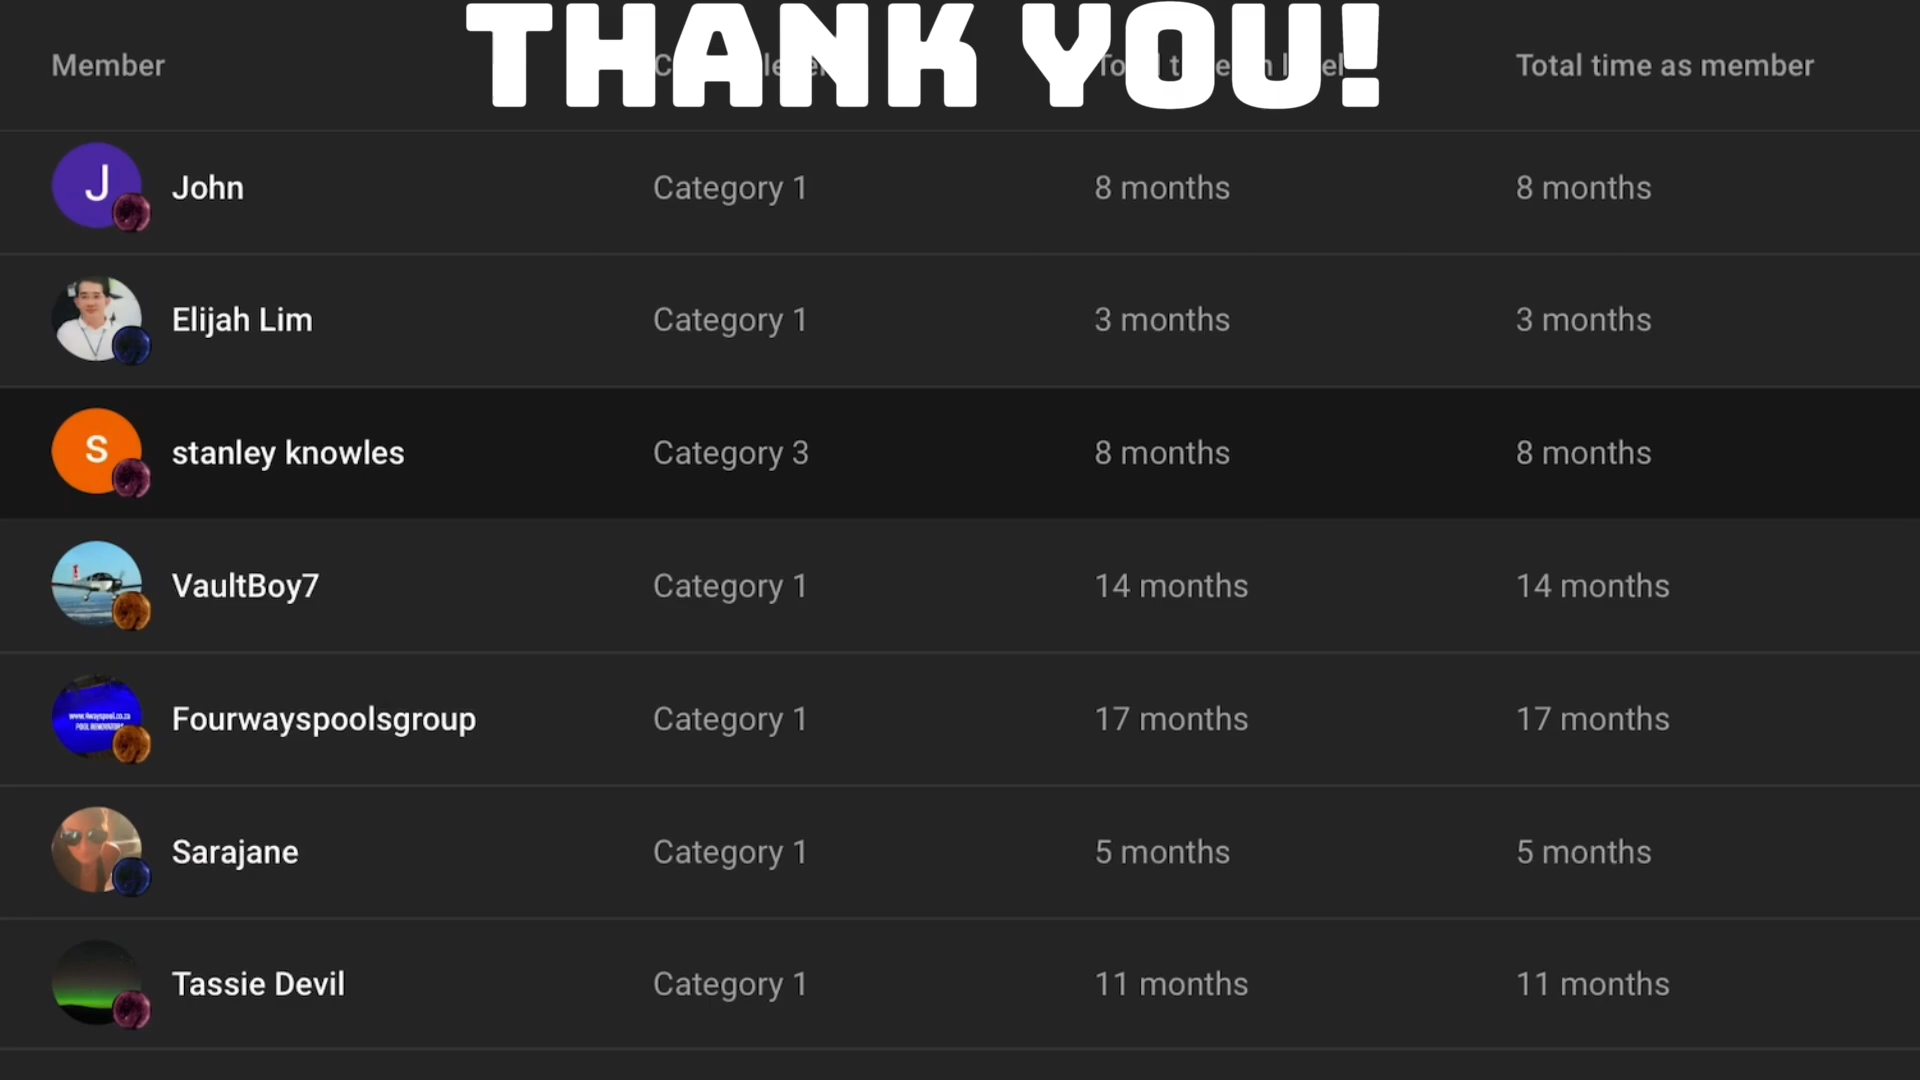 THANK YOU!
Member Total time as member
John Category 1 8 months 8 months
Elijah Lim Category 1 3 months 3 months
stanley knowles Category 3 8 months 8 months
VaultBoy7 Category 1 14 months 14 months
Fourwayspoolsgroup Category 1 17 months 17 months
Sarajane Category 1 5 months 5 months
Tassie Devil Category 1 11 months 11 months
J
S